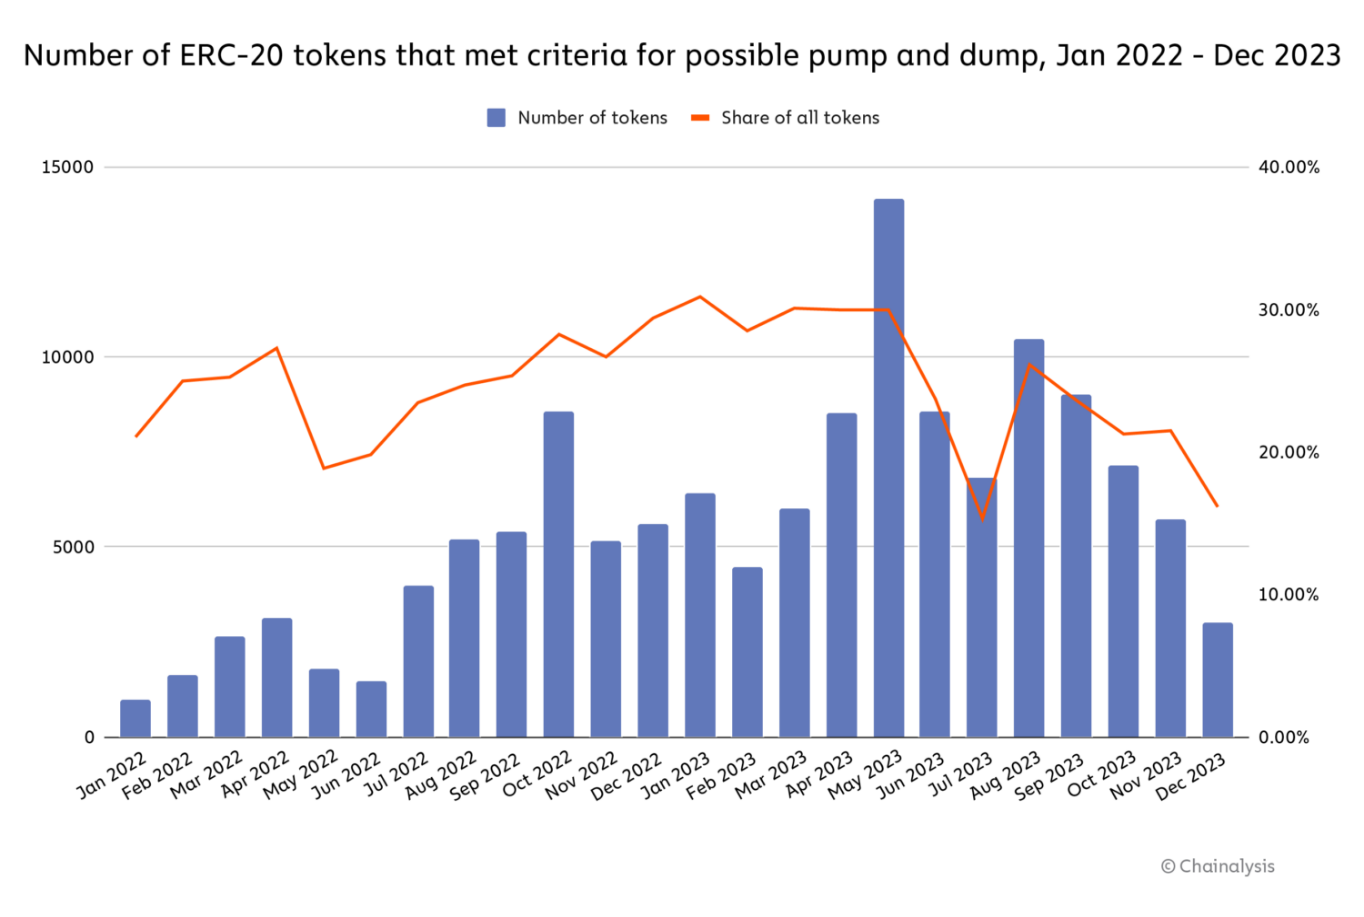 Number of ERC-20 tokens that met criteria for possible pump and dump, Jan 2022 - Dec 2023
Number of tokens Share of all tokens
15000 40.00%
30.00%
10000
20.00%
5000
10.00%
0 0.00%
Jan 2022 Feb 2022 Mar 2022 Apr 2022 May 2022 Jun 2022 Jul 2022 Aug 2022 Sep 2022 Oct 2022 Nov 2022 Dec 2022 Jan 2023 Feb 2023 Mar 2023 Apr 2023 May 2023 Jun 2023 Jul 2023 Aug 2023 Sep 2023 Oct 2023 Nov 2023 Dec 2023
© Chainalysis